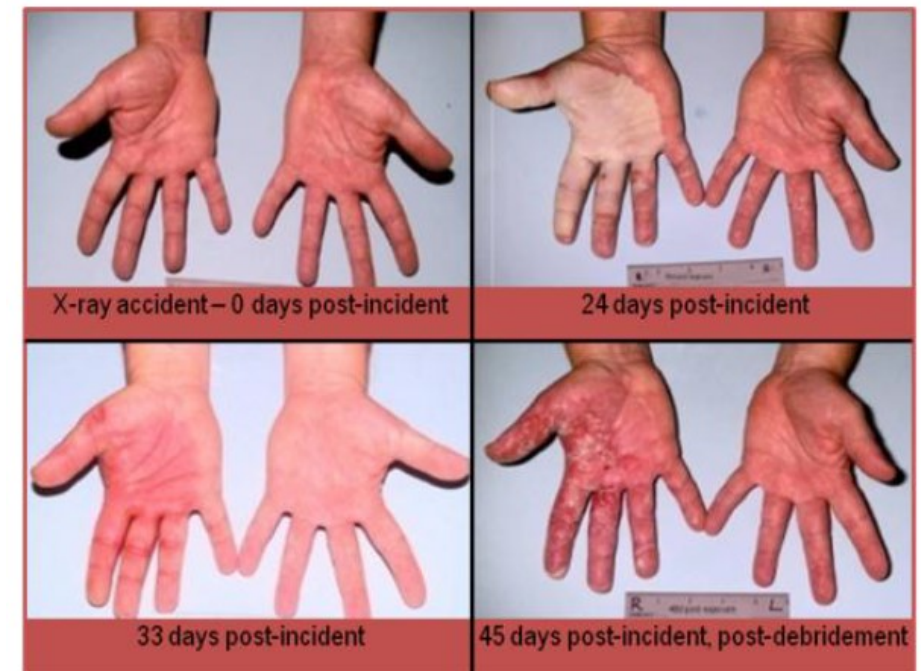 X-ray accident – 0 days post-incident
24 days post-incident
33 days post-incident
R
L
45 days post-incident, post-debridement